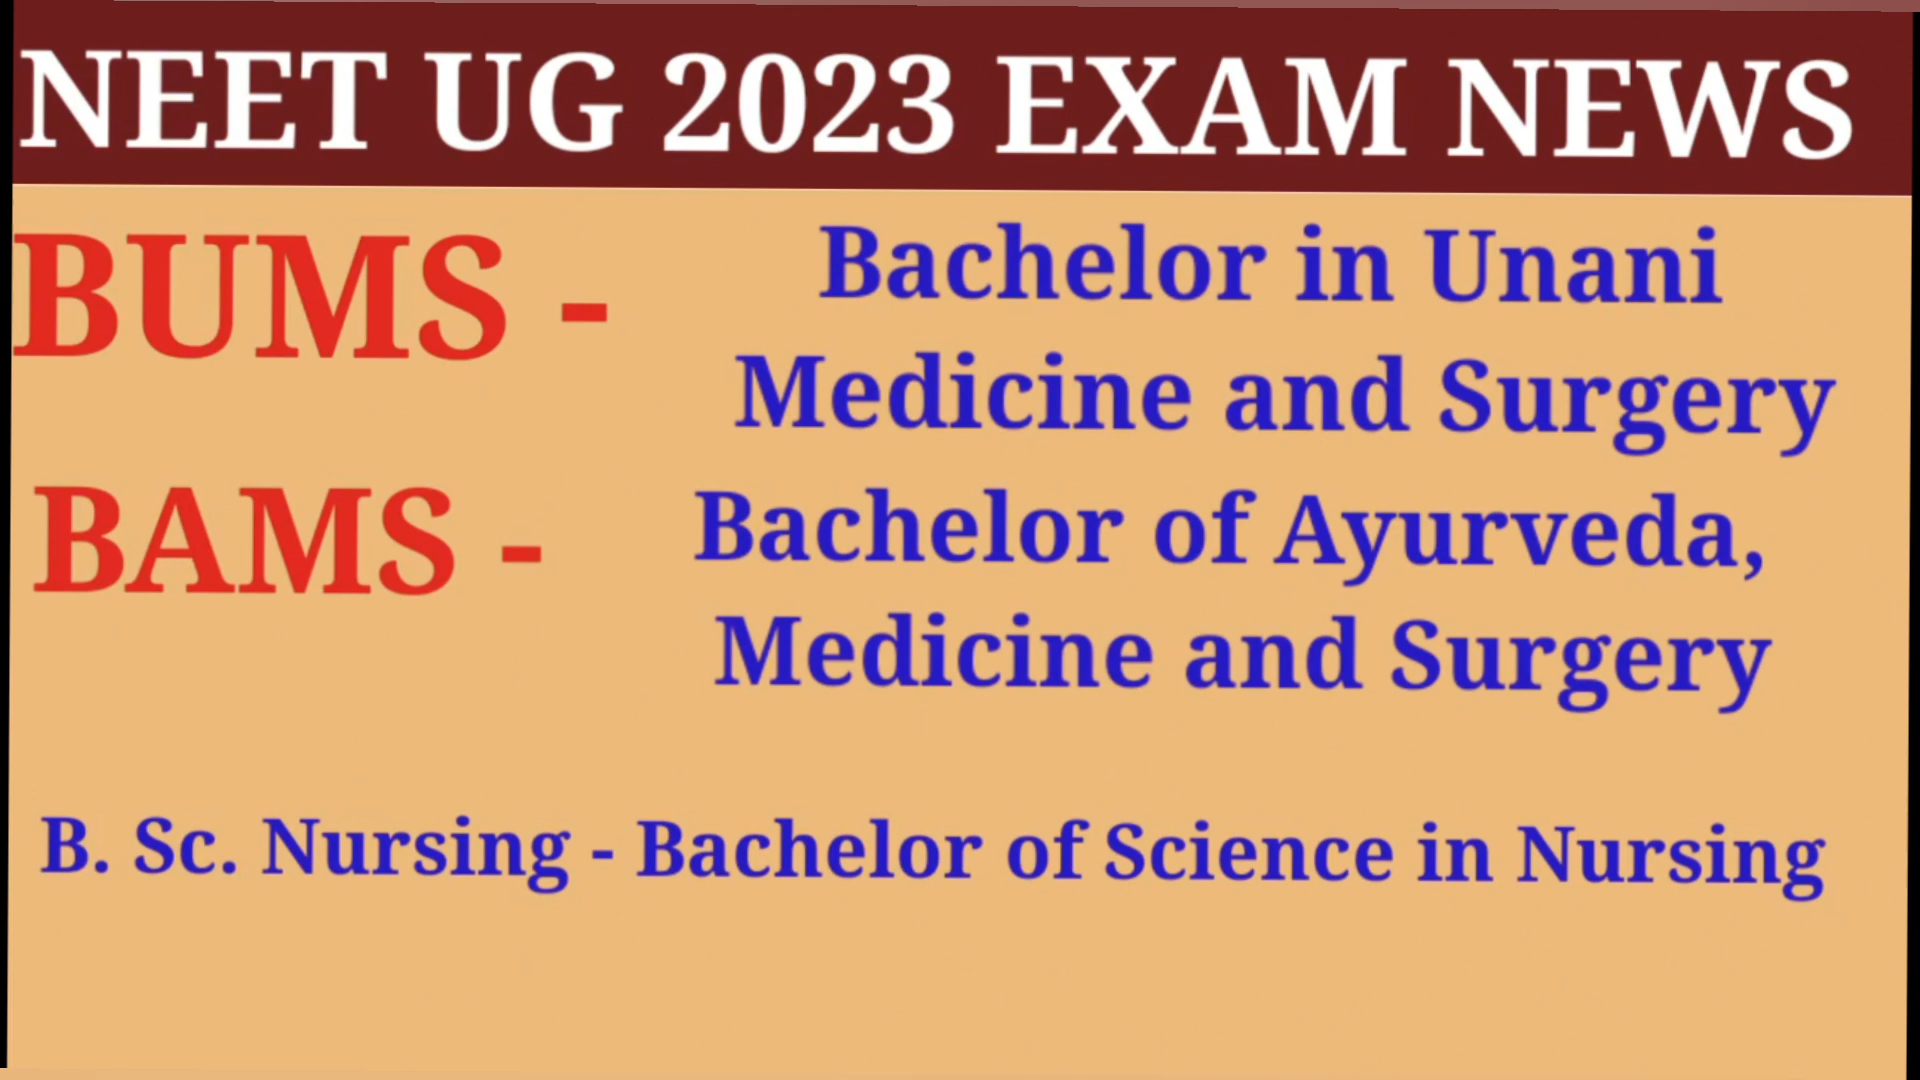 NEET UG 2023 EXAM NEWS
BUMS - Bachelor in Unani
Medicine and Surgery
BAMS - Bachelor of Ayurveda,
Medicine and Surgery
B. Sc. Nursing - Bachelor of Science in Nursing